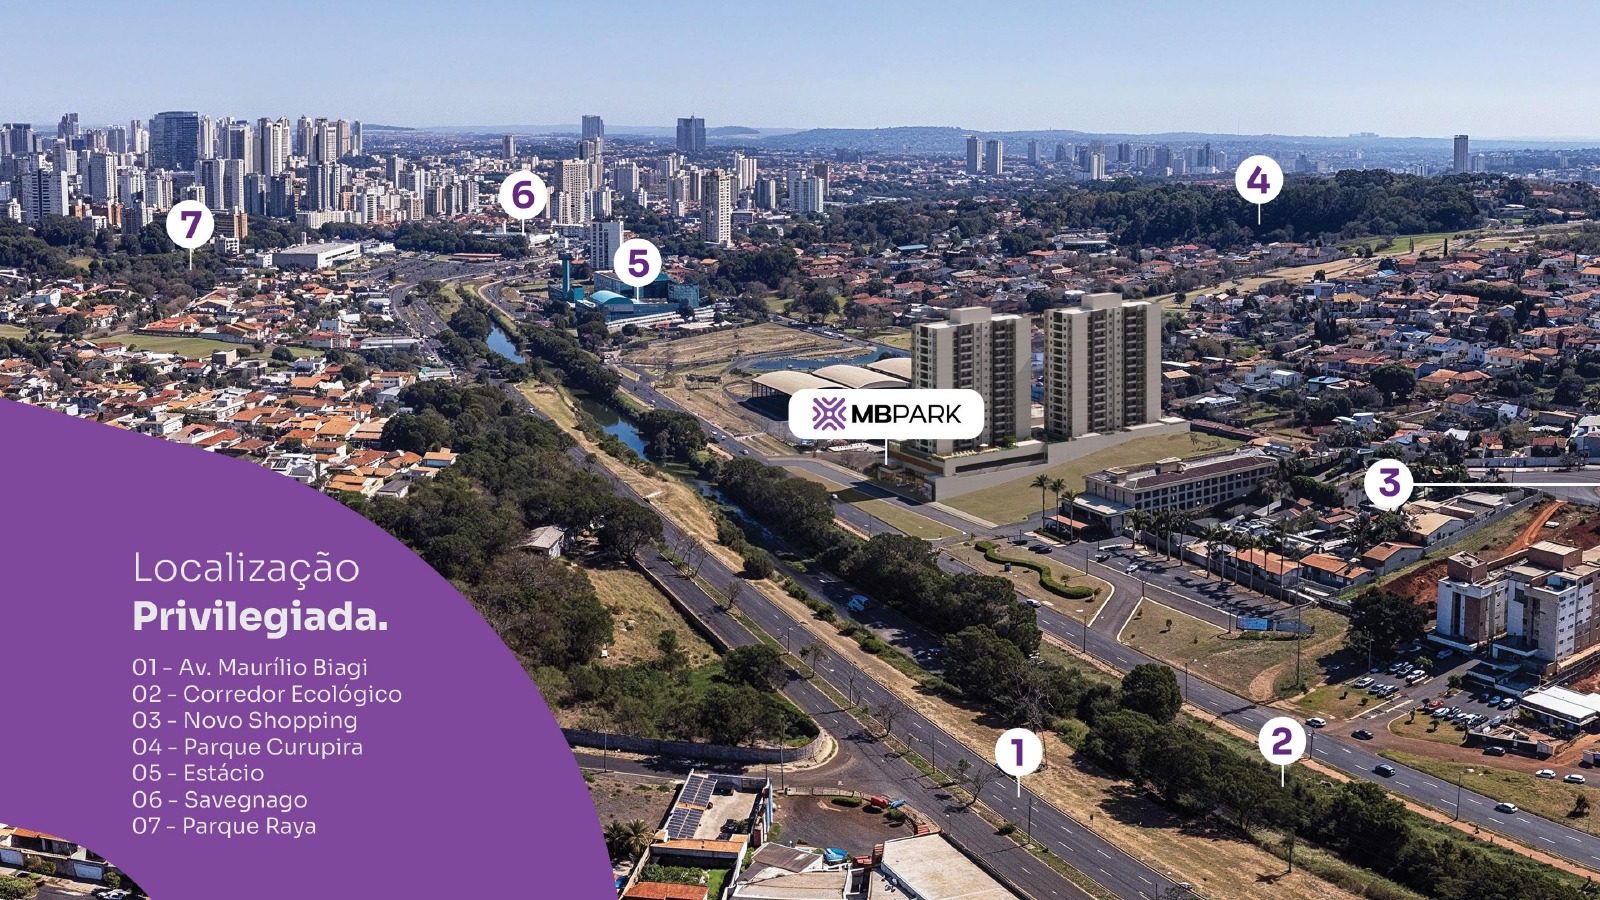 7
6
4
5
MBPARK
3
Localização
Privilegiada.
01 - Av. Maurílio Biagi
02 - Corredor Ecológico
03 - Novo Shopping
04 - Parque Curupira
05 - Estácio
06 - Savegnago
07 - Parque Raya
1
2